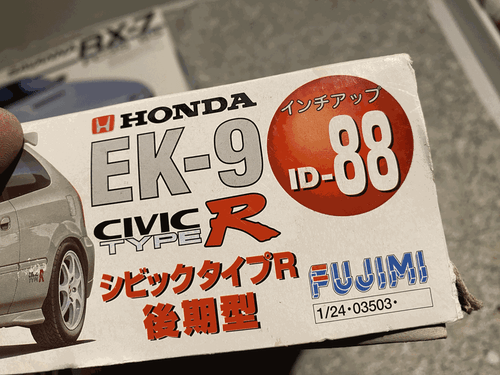 RX-7
HONDA
EK-9
CIVIC
TYPE R
シビックタイプR
後期型
インチアップ
ID-88
FUJIMI
1/24・03503・